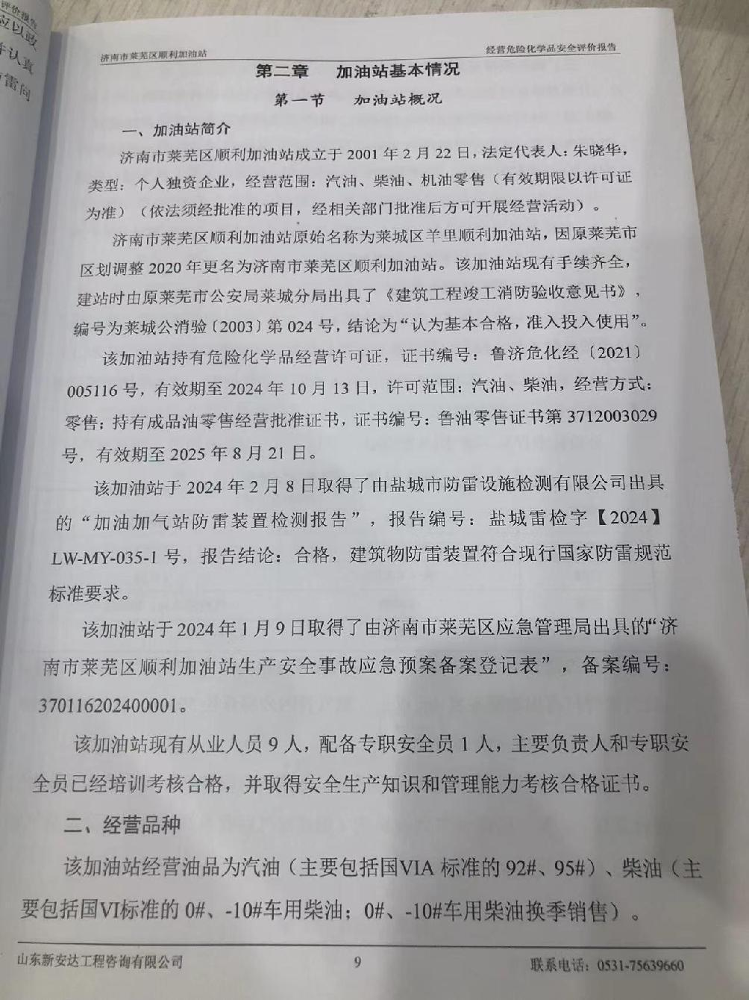 评价报告
应以政
并认真
雷问
济南市莱芜区顺利加油站 经营危险化学品安全评价报告
第二章 加油站基本情况
第一节 加油站概况
一、加油站简介
济南市莱芜区顺利加油站成立于 2001 年 2 月 22 日，法定代表人：朱晓华，
类型：个人独资企业，经营范围：汽油、柴油、机油零售（有效期限以许可证
为准）（依法须经批准的项目，经相关部门批准后方可开展经营活动）。
济南市莱芜区顺利加油站原始名称为莱城区羊里顺利加油站，因原莱芜市
区划调整 2020 年更名为济南市莱芜区顺利加油站。该加油站现有手续齐全，
建站时由原莱芜市公安局莱城分局出具了《建筑工程竣工消防验收意见书》，
编号为莱城公消验〔2003〕第 024 号，结论为“认为基本合格，准入投入使用”。
该加油站持有危险化学品经营许可证，证书编号：鲁济危化经〔2021〕
005116 号，有效期至 2024 年 10 月 13 日，许可范围：汽油、柴油，经营方式：
零售；持有成品油零售经营批准证书，证书编号：鲁油零售证书第 3712003029
号，有效期至 2025 年 8 月 21 日。
该加油站于 2024 年 2 月 8 日取得了由盐城市防雷设施检测有限公司出具
的“加油加气站防雷装置检测报告”，报告编号：盐城雷检字【2024】
LW-MY-035-1 号，报告结论：合格，建筑物防雷装置符合现行国家防雷规范
标准要求。
该加油站于 2024 年 1 月 9 日取得了由济南市莱芜区应急管理局出具的“济
南市莱芜区顺利加油站生产安全事故应急预案备案登记表”，备案编号：
370116202400001。
该加油站现有从业人员 9 人，配备专职安全员 1 人，主要负责人和专职安
全员已经培训考核合格，并取得安全生产知识和管理能力考核合格证书。
二、经营品种
该加油站经营油品为汽油（主要包括国VIA 标准的 92#、95#）、柴油（主
要包括国VI标准的 0#、-10#车用柴油；0#、-10#车用柴油换季销售）。
山东新安达工程咨询有限公司 9 联系电话：0531-75639660